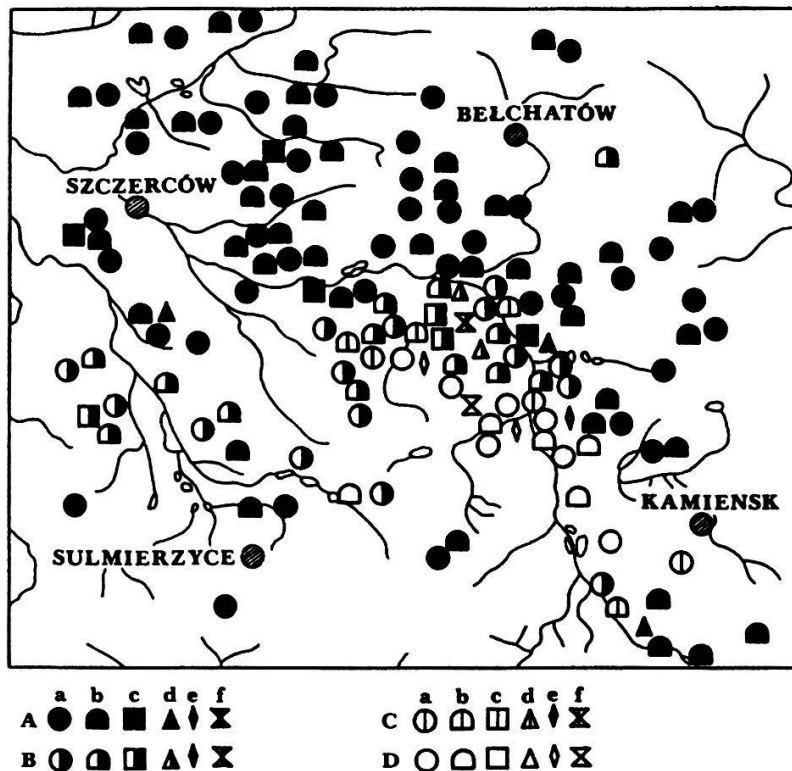 BEŁCHATÓW
SZCZERCÓW
KAMIENSK
SULMIERZYCE
a b c d e f
A
B
a b c d e f
C
D